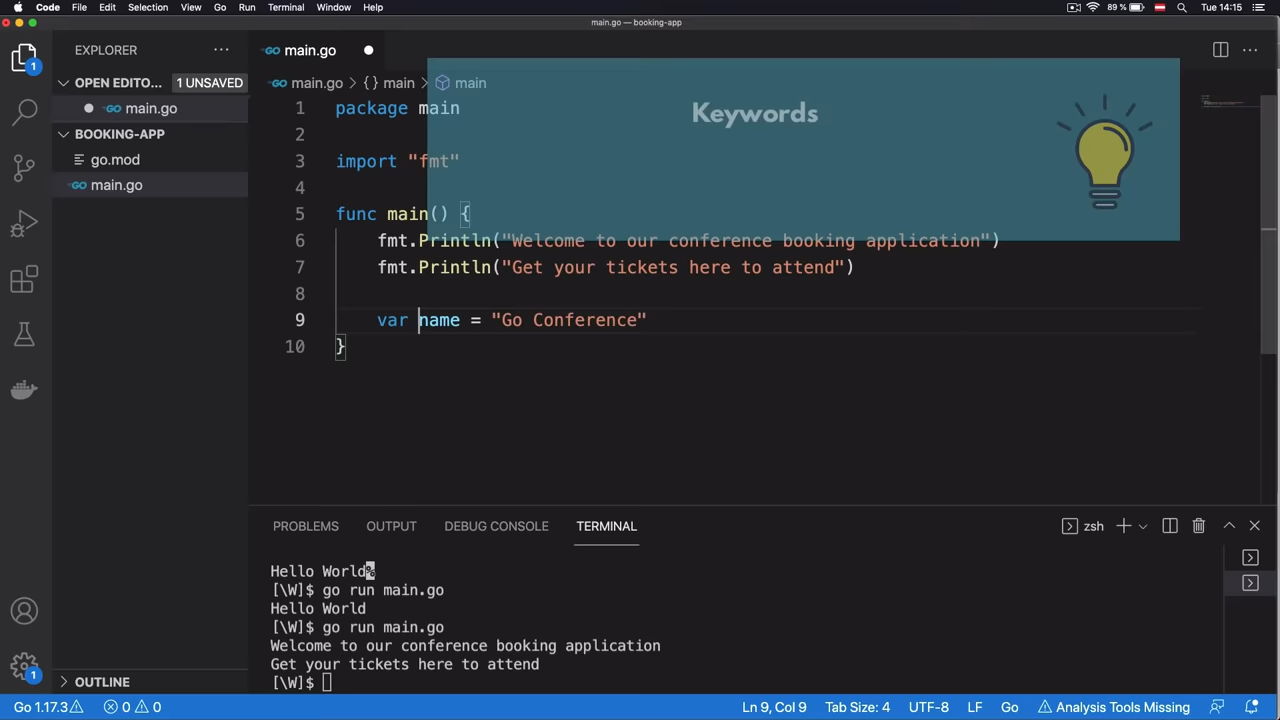 Code File Edit Selection View Go Run Terminal Window Help 89 % Tue 14:15
main.go — booking-app
EXPLORER
OPEN EDITO... 1 UNSAVED
main.go
BOOKING-APP
go.mod
main.go
OUTLINE
main.go
main.go > {} main > main
Keywords
1 package main
2
3 import "fmt"
4
5 func main() {
6 fmt.Println("Welcome to our conference booking application")
7 fmt.Println("Get your tickets here to attend")
8
9 var name = "Go Conference"
10 }
PROBLEMS OUTPUT DEBUG CONSOLE TERMINAL zsh
Hello World%
[\W]$ go run main.go
Hello World
[\W]$ go run main.go
Welcome to our conference booking application
Get your tickets here to attend
[\W]$
1
1
Go 1.17.3 0 0 Ln 9, Col 9 Tab Size: 4 UTF-8 LF Go Analysis Tools Missing